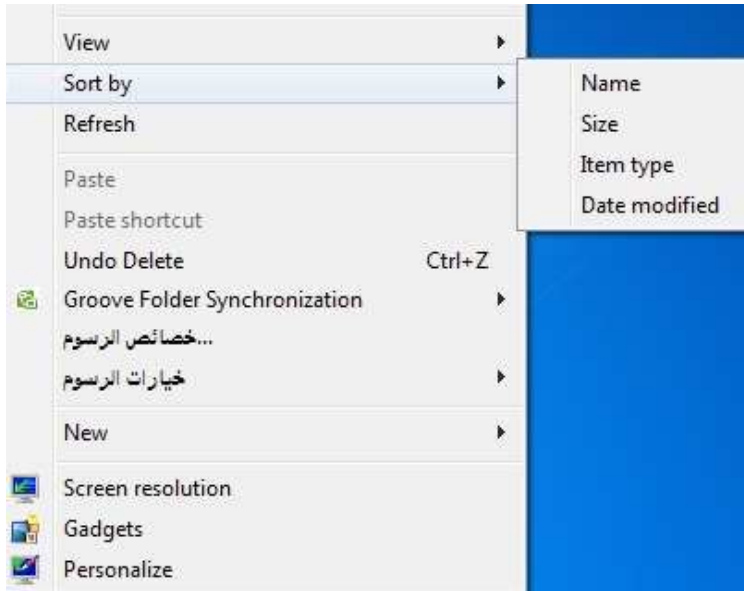 View
Sort by
Refresh
Paste
Paste shortcut
Undo Delete Ctrl+Z
Groove Folder Synchronization
خصائص الرسوم...
خيارات الرسوم
New
Screen resolution
Gadgets
Personalize
Name
Size
Item type
Date modified